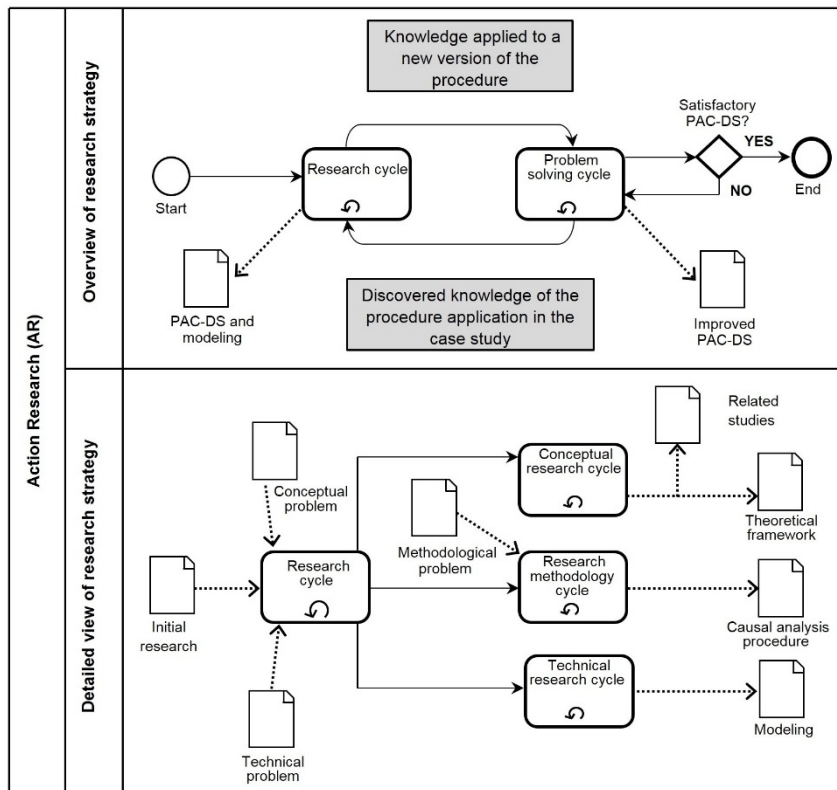 Action Research (AR)
Overview of research strategy
Knowledge applied to a
new version of the
procedure
Satisfactory
PAC-DS?
YES
NO
Research cycle
Problem
solving cycle
Start
End
PAC-DS and
modeling
Discovered knowledge of the
procedure application in the
case study
Improved
PAC-DS
Detailed view of research strategy
Related
studies
Conceptual
problem
Conceptual
research cycle
Theoretical
framework
Methodological
problem
Research
cycle
Research
methodology
cycle
Initial
research
Causal analysis
procedure
Technical
research cycle
Technical
problem
Modeling